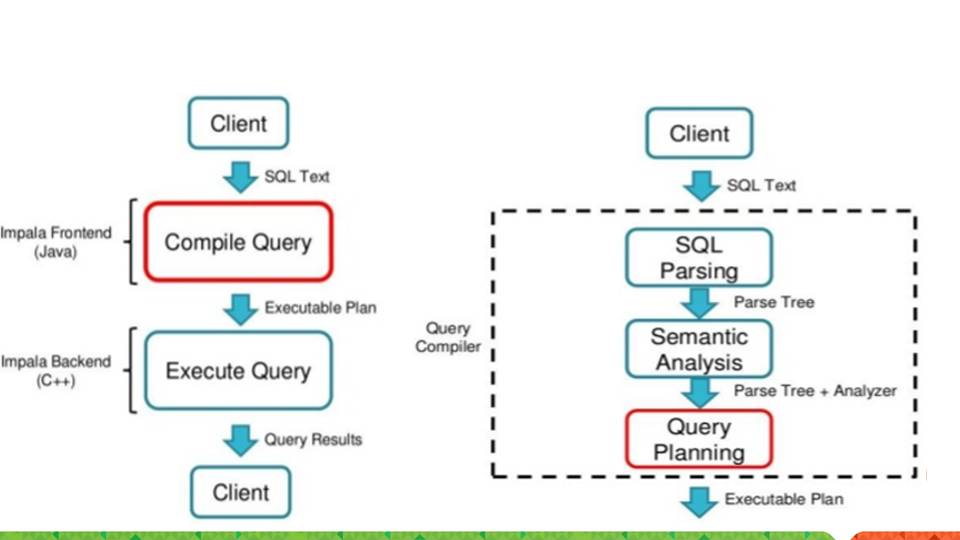 Client
SQL Text
Impala Frontend
(Java)
Compile Query
Executable Plan
Impala Backend
(C++)
Execute Query
Query Results
Client
Client
SQL Text
Query
Compiler
SQL
Parsing
Parse Tree
Semantic
Analysis
Parse Tree + Analyzer
Query
Planning
Executable Plan